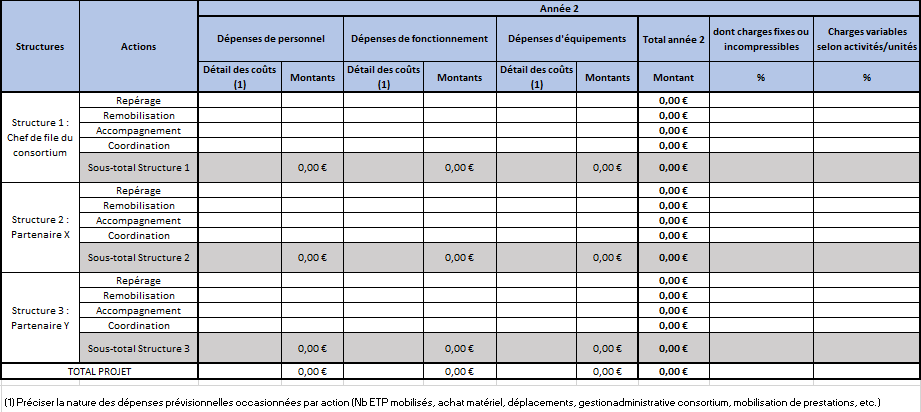 Année 2
Structures Actions Dépenses de personnel Dépenses de fonctionnement Dépenses d'équipements Total année 2 dont charges fixes ou incompressibles Charges variables selon activités/unités
Détail des coûts (1) Montants Détail des coûts (1) Montants Détail des coûts (1) Montants Montant % %
Structure 1 : Chef de file du consortium
Repérage 0,00 €
Remobilisation 0,00 €
Accompagnement 0,00 €
Coordination 0,00 €
Sous-total Structure 1 0,00 € 0,00 € 0,00 € 0,00 €
Structure 2 : Partenaire X
Repérage 0,00 €
Remobilisation 0,00 €
Accompagnement 0,00 €
Coordination 0,00 €
Sous-total Structure 2 0,00 € 0,00 € 0,00 € 0,00 €
Structure 3 : Partenaire Y
Repérage 0,00 €
Remobilisation 0,00 €
Accompagnement 0,00 €
Coordination 0,00 €
Sous-total Structure 3 0,00 € 0,00 € 0,00 € 0,00 €
TOTAL PROJET 0,00 € 0,00 € 0,00 € 0,00 €
(1) Préciser la nature des dépenses prévisionnelles occasionnées par action (Nb ETP mobilisés, achat matériel, déplacements, gestionadministrative consortium, mobilisation de prestations, etc.)